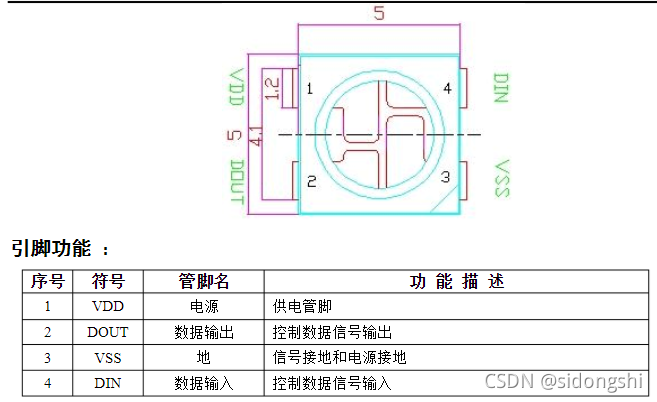 5
VDD
1.2
1
4
DIN
5
4.1
DOUT
2
3
VSS
引脚功能 ：
序号 符号 管脚名 功 能 描 述
1 VDD 电源 供电管脚
2 DOUT 数据输出 控制数据信号输出
3 VSS 地 信号接地和电源接地
4 DIN 数据输入 控制数据信号输入
CSDN @sidongshi